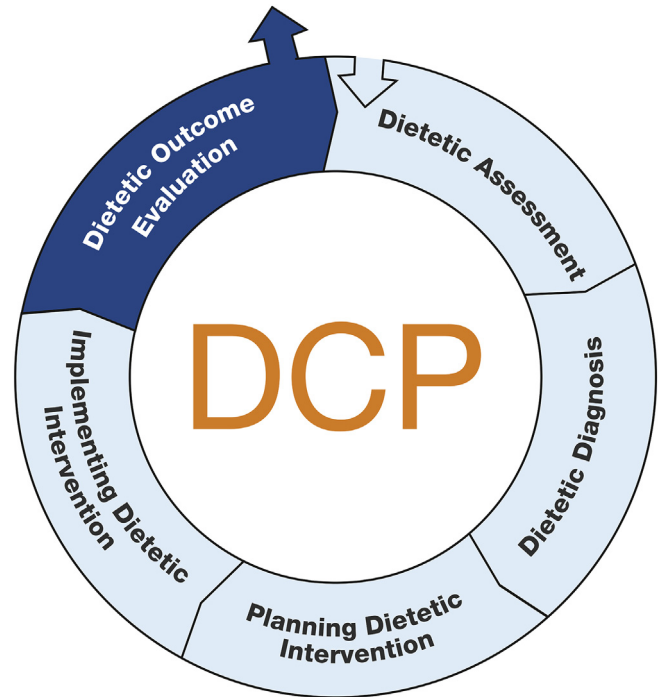 Dietetic Assessment
Dietetic Diagnosis
Planning Dietetic
Intervention
Implementing Dietetic
Intervention
Dietetic Outcome
Evaluation
DCP